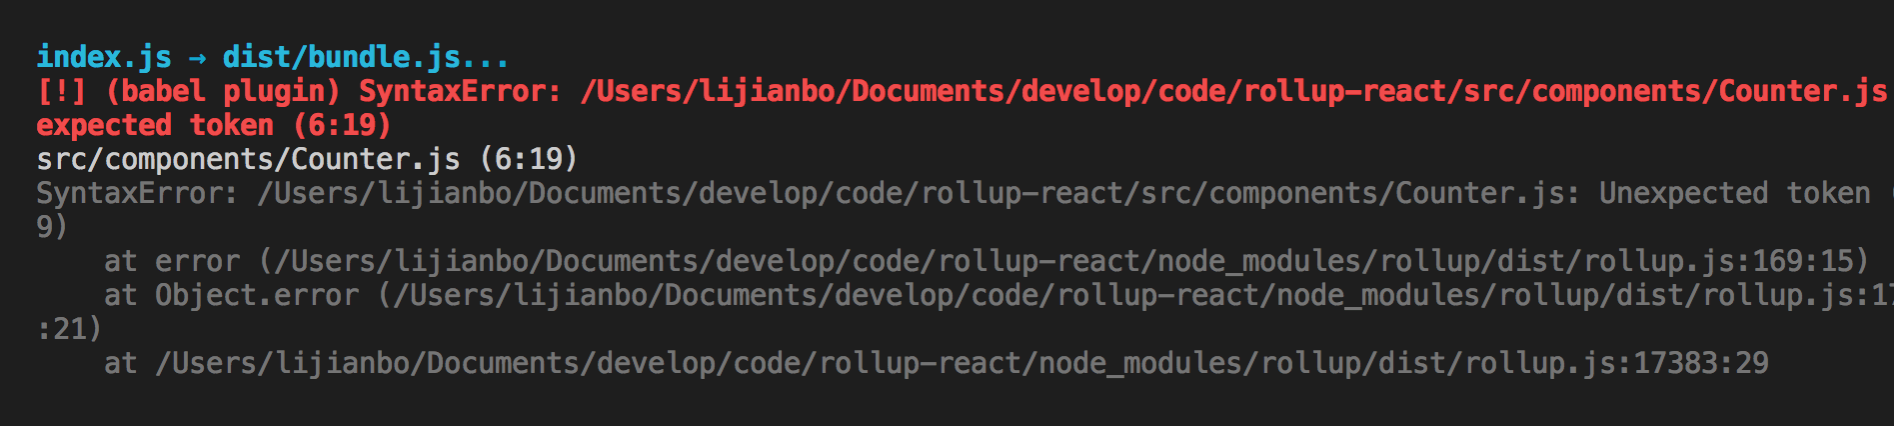 index.js → dist/bundle.js...
[!] (babel plugin) SyntaxError: /Users/lijianbo/Documents/develop/code/rollup-react/src/components/Counter.js
expected token (6:19)
src/components/Counter.js (6:19)
SyntaxError: /Users/lijianbo/Documents/develop/code/rollup-react/src/components/Counter.js: Unexpected token
9)
    at error (/Users/lijianbo/Documents/develop/code/rollup-react/node_modules/rollup/dist/rollup.js:169:15)
    at Object.error (/Users/lijianbo/Documents/develop/code/rollup-react/node_modules/rollup/dist/rollup.js:17
:21)
    at /Users/lijianbo/Documents/develop/code/rollup-react/node_modules/rollup/dist/rollup.js:17383:29